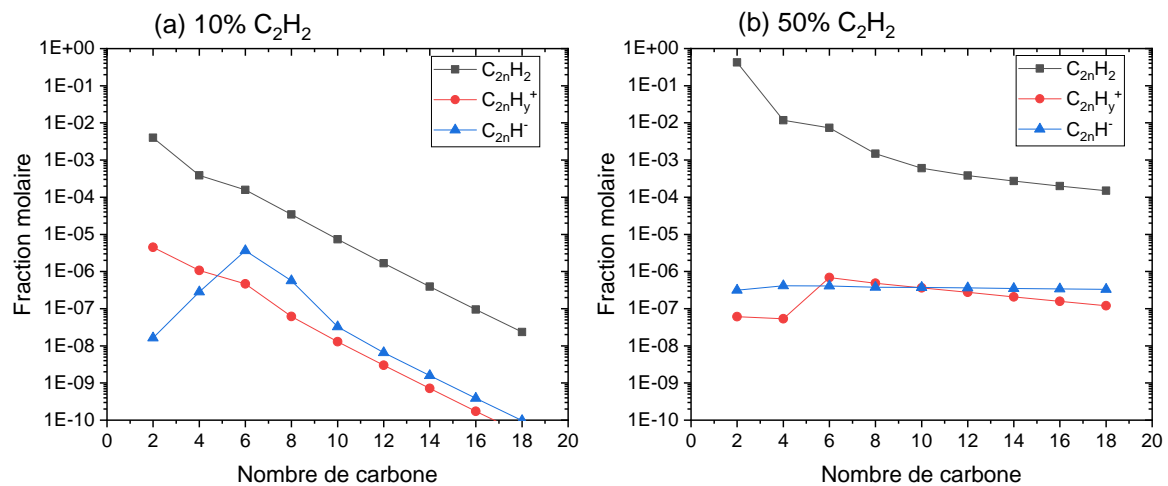 (a) 10% C₂H₂
1E+00
1E-01
1E-02
1E-03
1E-04
1E-05
1E-06
1E-07
1E-08
1E-09
1E-10
Fraction molaire
C₂ₙH₂
C₂ₙHᵧ⁺
C₂ₙH⁻
0 2 4 6 8 10 12 14 16 18 20
Nombre de carbone
(b) 50% C₂H₂
1E+00
1E-01
1E-02
1E-03
1E-04
1E-05
1E-06
1E-07
1E-08
1E-09
1E-10
Fraction molaire
C₂ₙH₂
C₂ₙHᵧ⁺
C₂ₙH⁻
0 2 4 6 8 10 12 14 16 18 20
Nombre de carbone